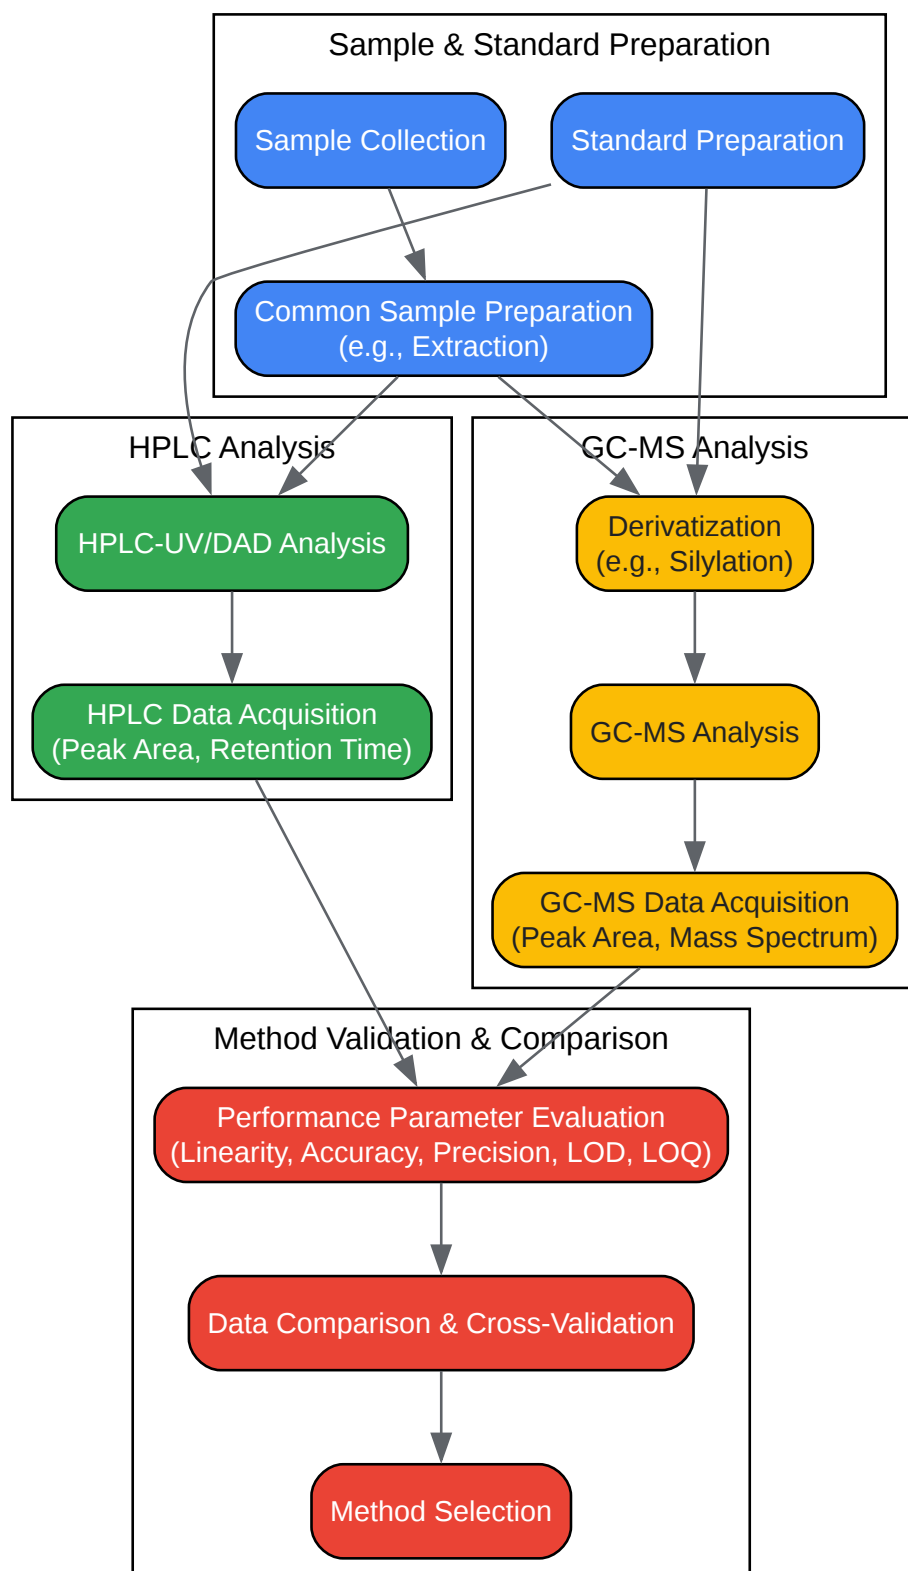 Sample & Standard Preparation
Sample Collection
Standard Preparation
Common Sample Preparation
(e.g., Extraction)
HPLC Analysis
GC-MS Analysis
HPLC-UV/DAD Analysis
Derivatization
(e.g., Silylation)
HPLC Data Acquisition
(Peak Area, Retention Time)
GC-MS Analysis
GC-MS Data Acquisition
(Peak Area, Mass Spectrum)
Method Validation & Comparison
Performance Parameter Evaluation
(Linearity, Accuracy, Precision, LOD, LOQ)
Data Comparison & Cross-Validation
Method Selection